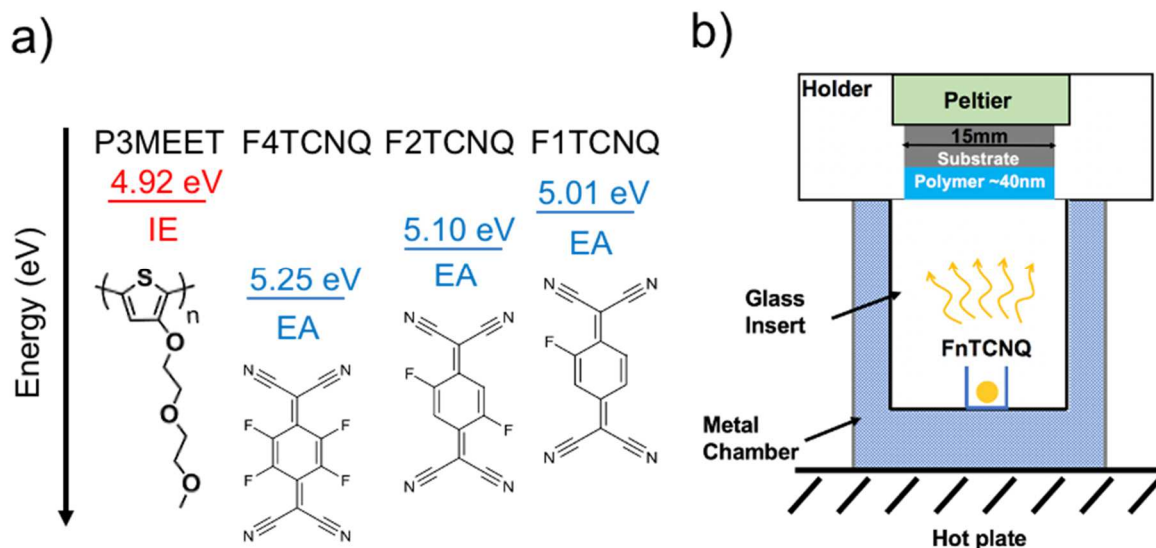 a)
Energy (eV)
P3MEET F4TCNQ F2TCNQ F1TCNQ
4.92 eV
IE
5.25 eV
EA
5.10 eV
EA
5.01 eV
EA
S
n
O
O
O
N N
F F
F F
N N
N N
F
F
N N
N N
F
N N
b)
Holder
Peltier
15mm
Substrate
Polymer ~40nm
Glass
Insert
FnTCNQ
Metal
Chamber
Hot plate